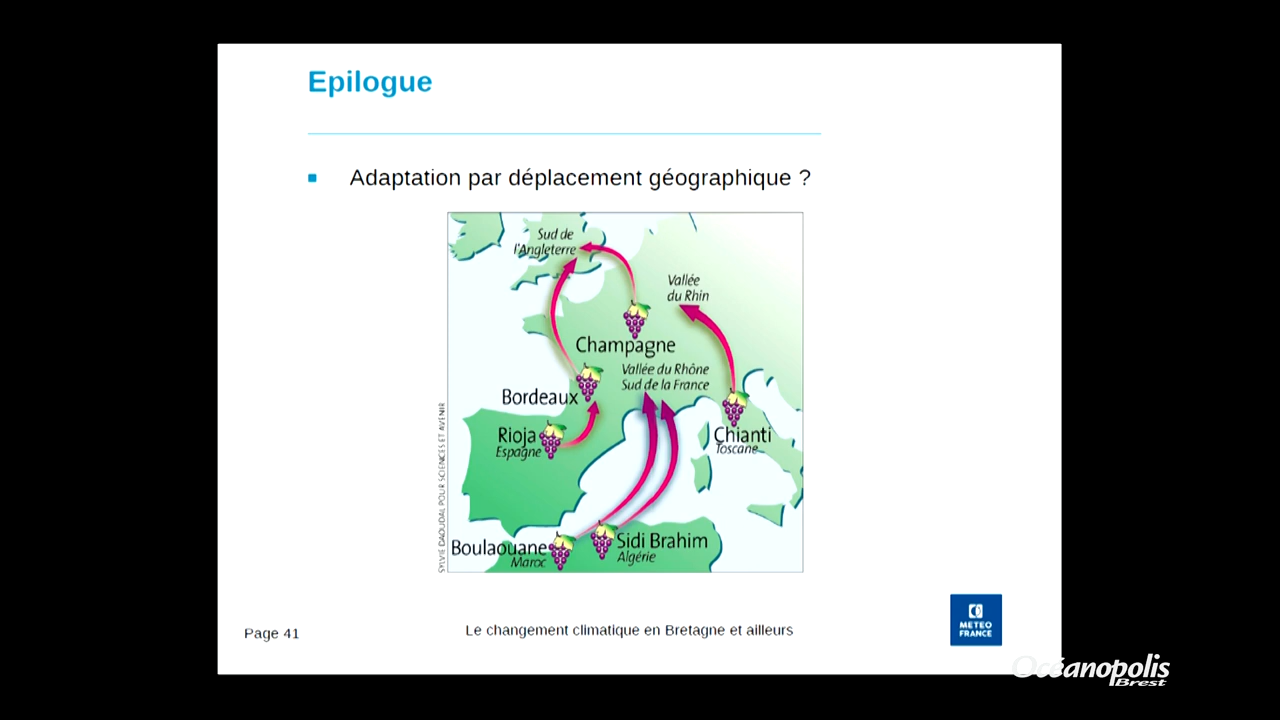 Epilogue
Adaptation par déplacement géographique ?
Sud de
l'Angleterre
Vallée
du Rhin
Champagne
Vallée du Rhône
Sud de la France
Bordeaux
Rioja
Espagne
Chianti
Toscane
Boulaouane
Maroc
Sidi Brahim
Algérie
SYLVIE DAOUDAL POUR SCIENCES ET AVENIR
Page 41
Le changement climatique en Bretagne et ailleurs
METEO
FRANCE
Océanopolis
Brest